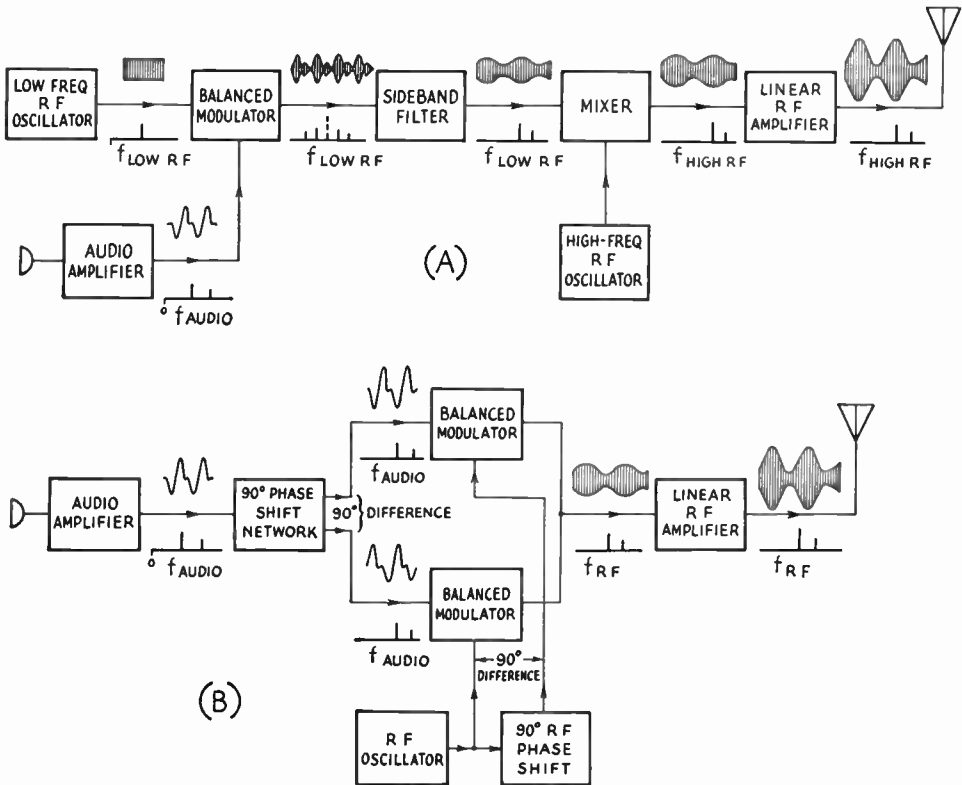 LOW FREQ
R F
OSCILLATOR
f LOW R F
BALANCED
MODULATOR
f LOW R F
SIDEBAND
FILTER
f LOW R F
MIXER
f HIGH RF
LINEAR
R F
AMPLIFIER
f HIGH RF
AUDIO
AMPLIFIER
o f AUDIO
(A)
HIGH-FREQ
R F
OSCILLATOR
AUDIO
AMPLIFIER
o f AUDIO
90° PHASE
SHIFT
NETWORK
90° } DIFFERENCE
f AUDIO
BALANCED
MODULATOR
f AUDIO
BALANCED
MODULATOR
f R F
LINEAR
R F
AMPLIFIER
f R F
90°
DIFFERENCE
(B)
R F
OSCILLATOR
90° R F
PHASE
SHIFT